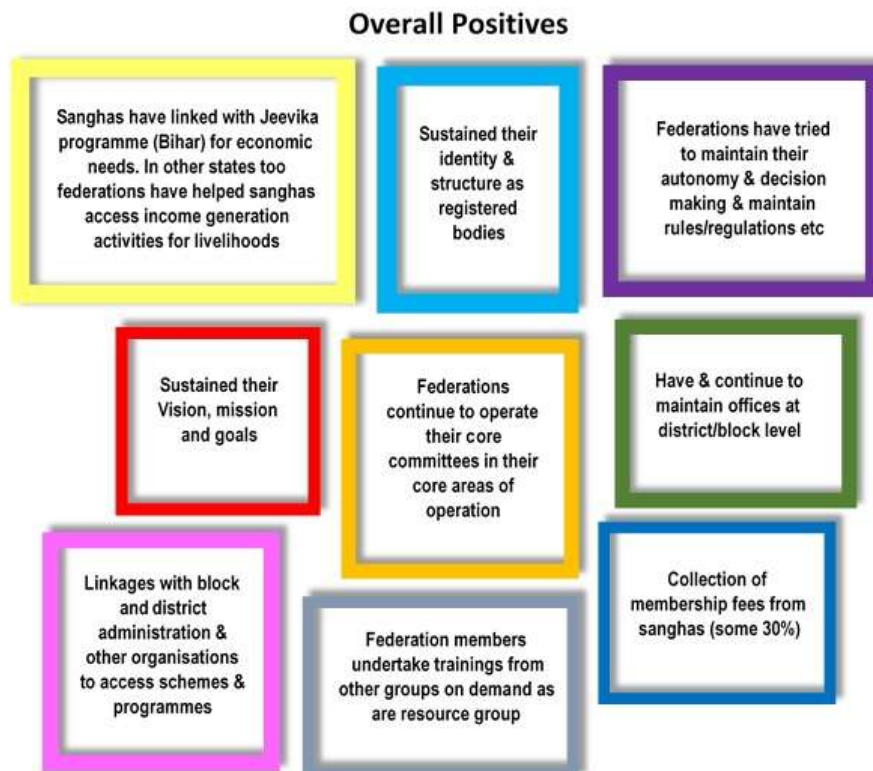 Overall Positives
Sanghas have linked with Jeevika
programme (Bihar) for economic
needs. In other states too
federations have helped sanghas
access income generation
activities for livelihoods
Sustained their
identity &
structure as
registered
bodies
Federations have tried
to maintain their
autonomy & decision
making & maintain
rules/regulations etc
Sustained their
Vision, mission
and goals
Federations
continue to operate
their core
committees in their
core areas of
operation
Have & continue to
maintain offices at
district/block level
Linkages with block
and district
administration &
other organisations
to access schemes &
programmes
Federation members
undertake trainings from
other groups on demand as
are resource group
Collection of
membership fees from
sanghas (some 30%)